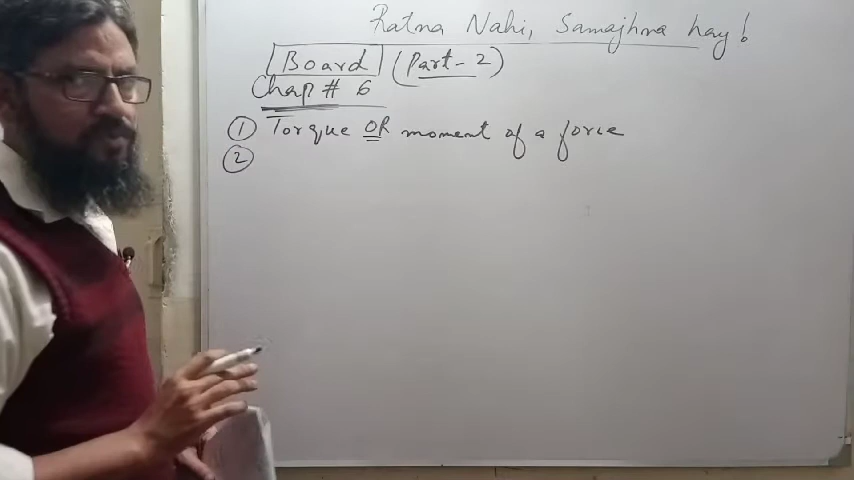 Ratna Nahi, Samajhna hay!
Board (Part-2)
Chap # 6
① Torque OR moment of a force
②